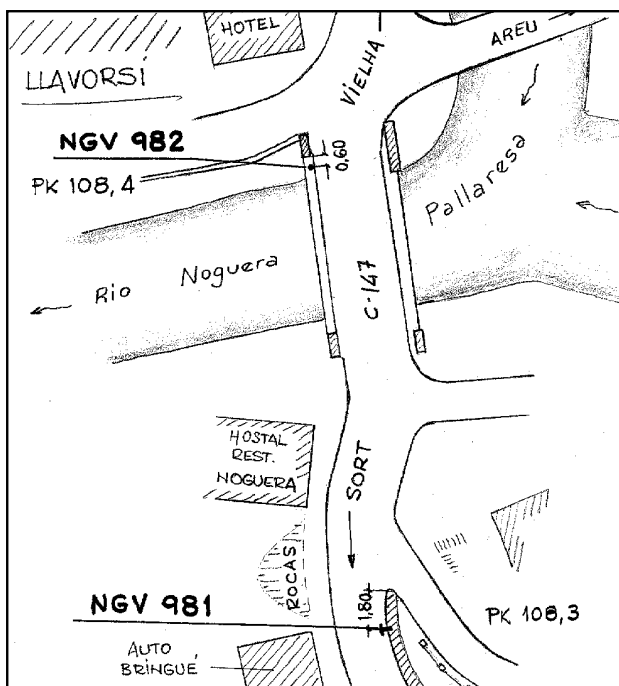 HOTEL
AREU
VIELHA
LLAVORSÍ
NGV 982
0,60
PK 108,4
Pallaresa
Rio Noguera
C-147
HOSTAL
REST.
NOGUERA
SORT
ROCAS
NGV 981
1,80
PK 108,3
AUTO
BRINGUÉ